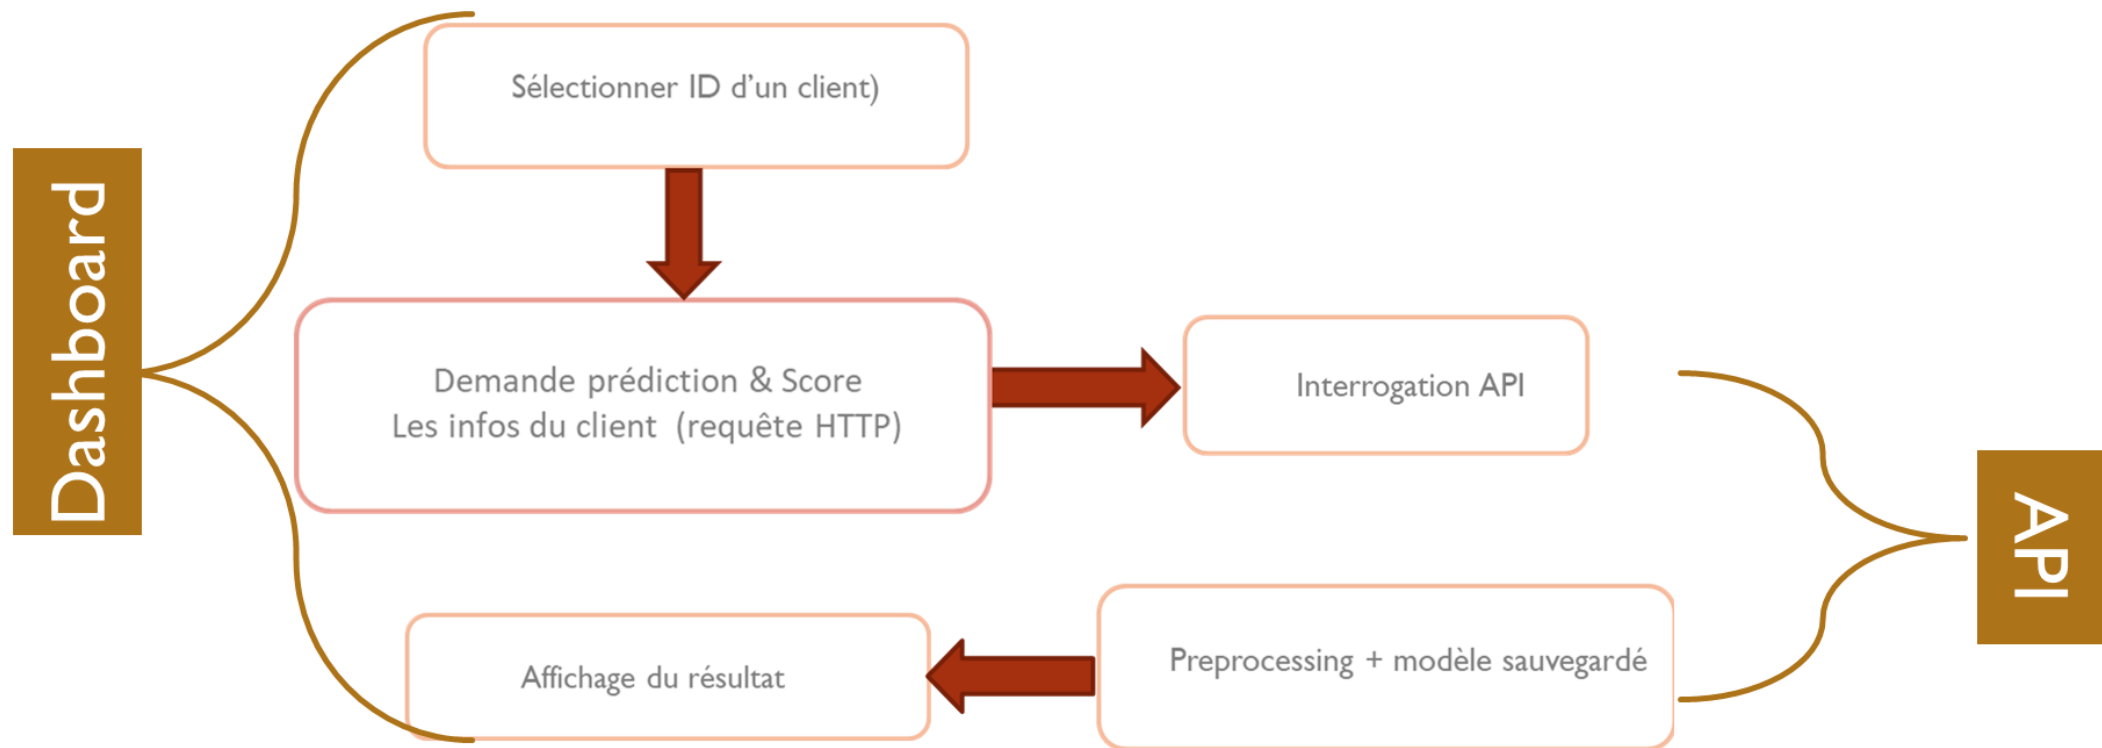 Dashboard
Sélectionner ID d'un client)
Demande prédiction & Score
Les infos du client (requête HTTP)
Interrogation API
API
Preprocessing + modèle sauvegardé
Affichage du résultat